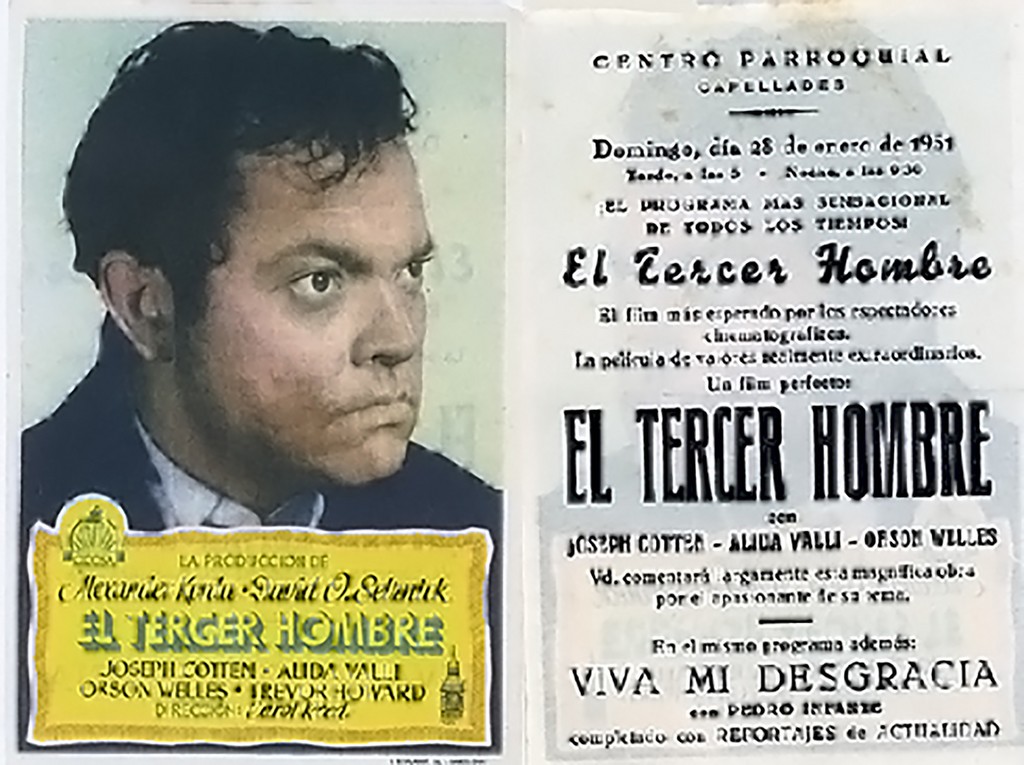 LA PRODUCCION DE
Alexander Korda • David O. Selznick
EL TERCER HOMBRE
JOSEPH COTTEN • ALIDA VALLI
ORSON WELLES • TREVOR HOWARD
DIRECCIÓN: Carol Reed
CENTRO PARROQUIAL
CAPELLADES
Domingo, día 28 de enero de 1951
Tarde, a las 5 • Noche, a las 9'30
¡EL PROGRAMA MAS SENSACIONAL
DE TODOS LOS TIEMPOS!
El Tercer Hombre
El film más esperado por los espectadores
cinematográficos.
La película de valores realmente extraordinarios.
Un film perfecto:
EL TERCER HOMBRE
con
JOSEPH COTTEN - ALIDA VALLI - ORSON WELLES
Vd. comentará largamente esta magnífica obra
por el apasionante de su tema.
En el mismo programa además:
VIVA MI DESGRACIA
con PEDRO INFANTE
completado con REPORTAJES de ACTUALIDAD